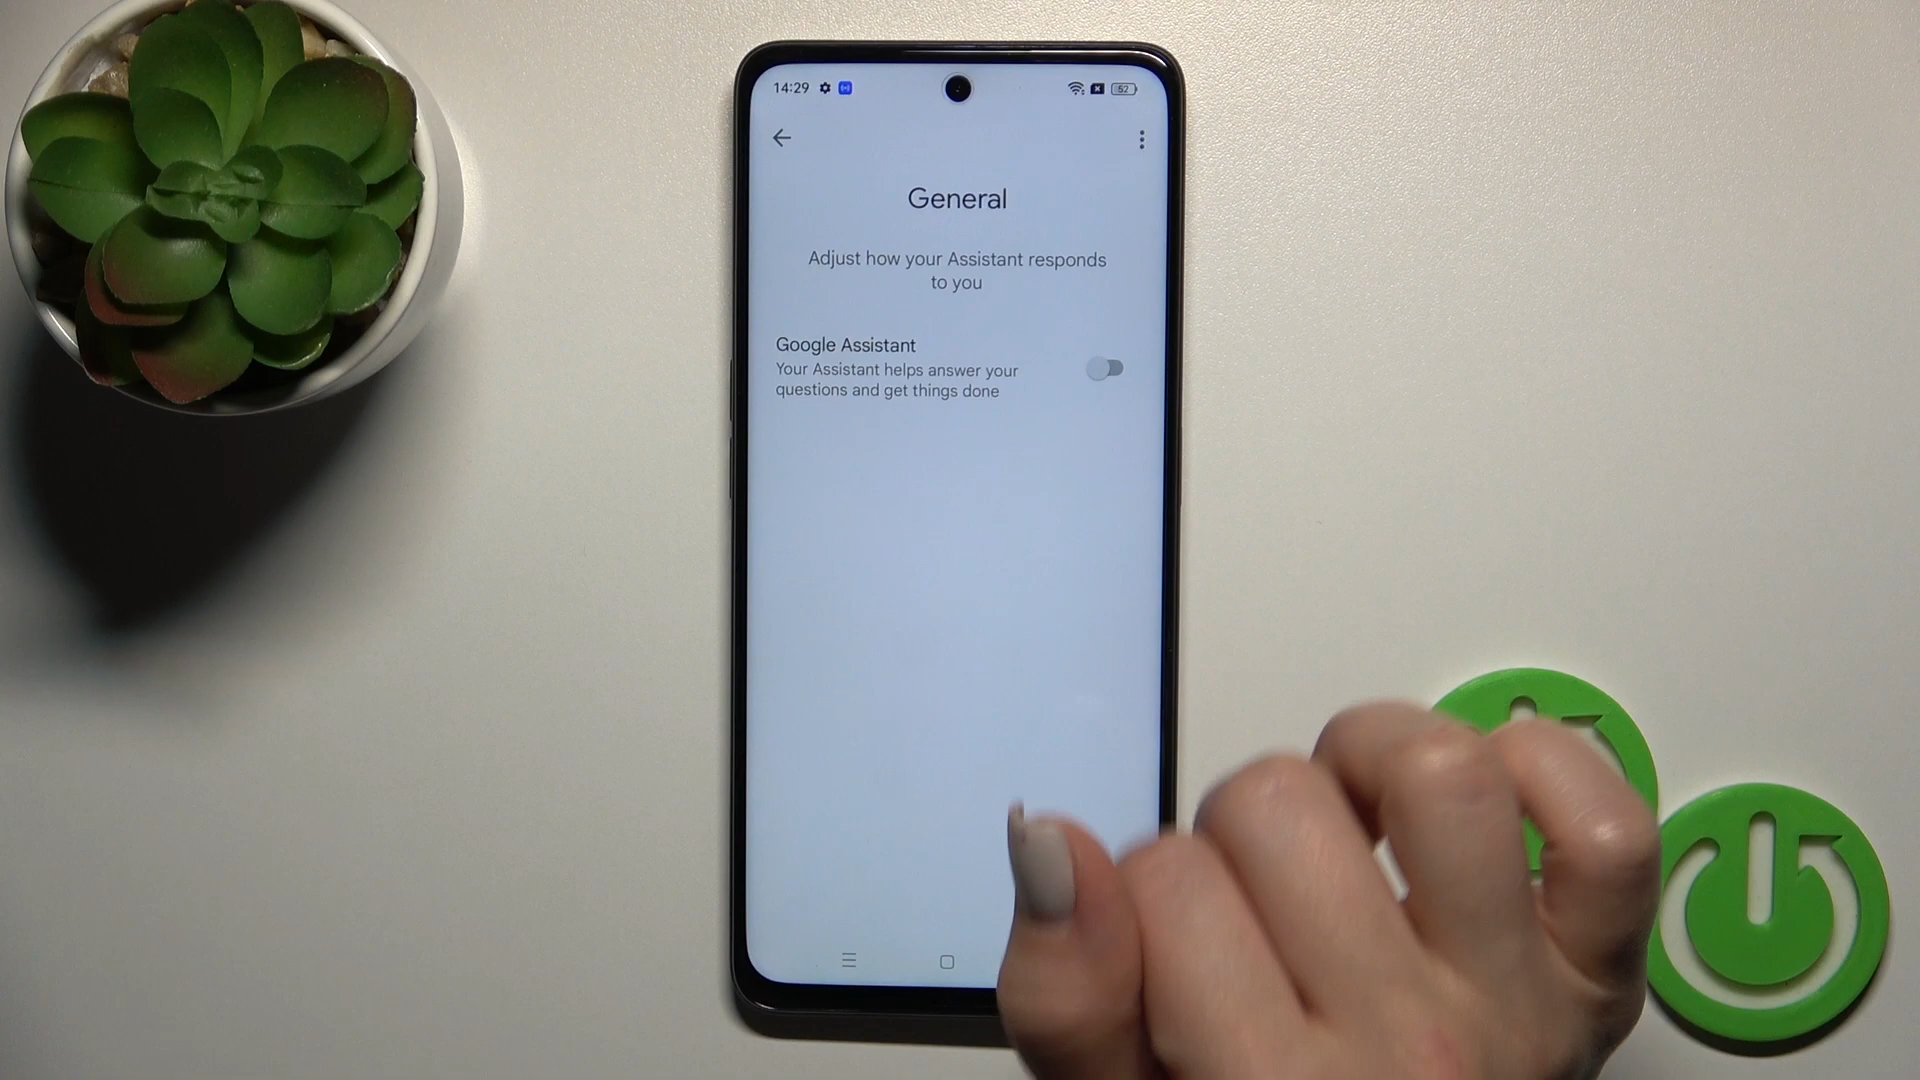 14:29
52
General
Adjust how your Assistant responds
to you
Google Assistant
Your Assistant helps answer your
questions and get things done